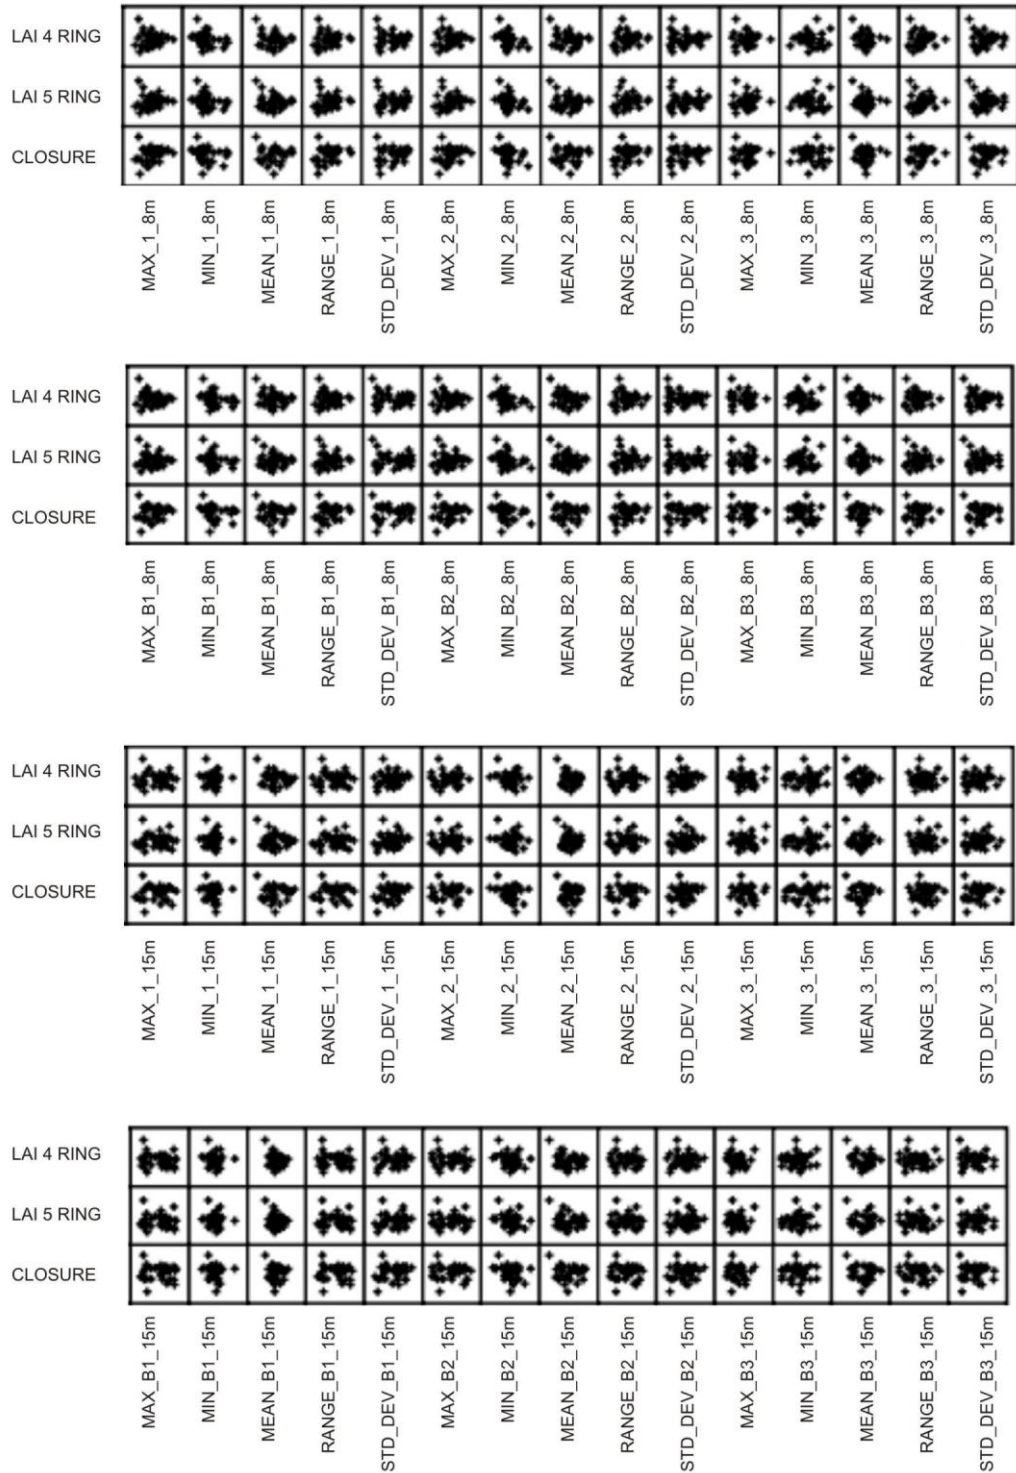 LAI 4 RING
LAI 5 RING
CLOSURE
MAX_1_8m
MIN_1_8m
MEAN_1_8m
RANGE_1_8m
STD_DEV_1_8m
MAX_2_8m
MIN_2_8m
MEAN_2_8m
RANGE_2_8m
STD_DEV_2_8m
MAX_3_8m
MIN_3_8m
MEAN_3_8m
RANGE_3_8m
STD_DEV_3_8m
LAI 4 RING
LAI 5 RING
CLOSURE
MAX_B1_8m
MIN_B1_8m
MEAN_B1_8m
RANGE_B1_8m
STD_DEV_B1_8m
MAX_B2_8m
MIN_B2_8m
MEAN_B2_8m
RANGE_B2_8m
STD_DEV_B2_8m
MAX_B3_8m
MIN_B3_8m
MEAN_B3_8m
RANGE_B3_8m
STD_DEV_B3_8m
LAI 4 RING
LAI 5 RING
CLOSURE
MAX_1_15m
MIN_1_15m
MEAN_1_15m
RANGE_1_15m
STD_DEV_1_15m
MAX_2_15m
MIN_2_15m
MEAN_2_15m
RANGE_2_15m
STD_DEV_2_15m
MAX_3_15m
MIN_3_15m
MEAN_3_15m
RANGE_3_15m
STD_DEV_3_15m
LAI 4 RING
LAI 5 RING
CLOSURE
MAX_B1_15m
MIN_B1_15m
MEAN_B1_15m
RANGE_B1_15m
STD_DEV_B1_15m
MAX_B2_15m
MIN_B2_15m
MEAN_B2_15m
RANGE_B2_15m
STD_DEV_B2_15m
MAX_B3_15m
MIN_B3_15m
MEAN_B3_15m
RANGE_B3_15m
STD_DEV_B3_15m